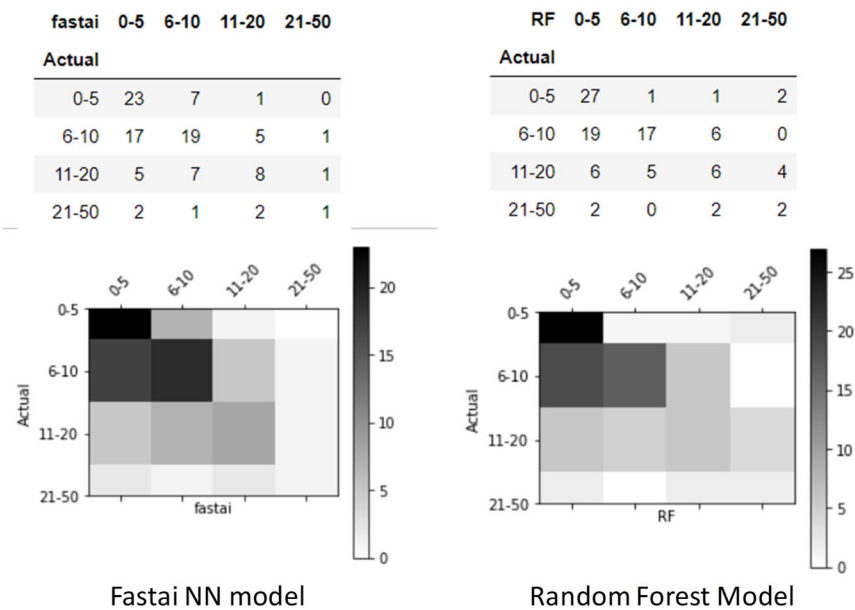 fastai 0-5 6-10 11-20 21-50
Actual
0-5 23 7 1 0
6-10 17 19 5 1
11-20 5 7 8 1
21-50 2 1 2 1
RF 0-5 6-10 11-20 21-50
Actual
0-5 27 1 1 2
6-10 19 17 6 0
11-20 6 5 6 4
21-50 2 0 2 2
0-5 6-10 11-20 21-50
0-5
6-10
11-20
21-50
Actual
fastai
20
15
10
5
0
0-5 6-10 11-20 21-50
0-5
6-10
11-20
21-50
Actual
RF
25
20
15
10
5
0
Fastai NN model
Random Forest Model